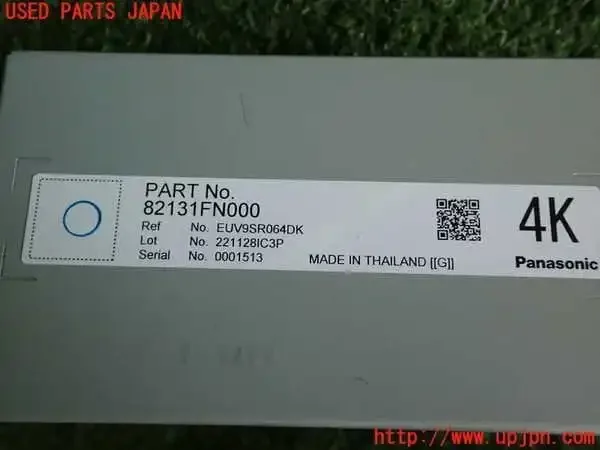 USED PARTS JAPAN
PART No.
82131FN000
Ref No. EUV9SR064DK
Lot No. 221128IC3P
Serial No. 0001513
MADE IN THAILAND [[G]]
4K
Panasonic
http://www.upjpn.com